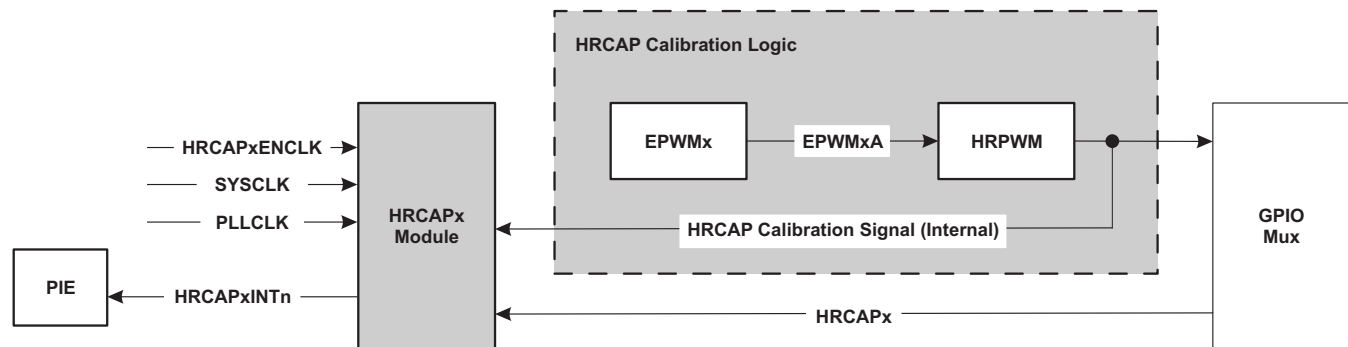 HRCAP Calibration Logic
EPWMx
EPWMxA
HRPWM
HRCAPxENCLK
SYSCLK
PLLCLK
HRCAPx
Module
HRCAP Calibration Signal (Internal)
GPIO
Mux
PIE
HRCAPxINTn
HRCAPx